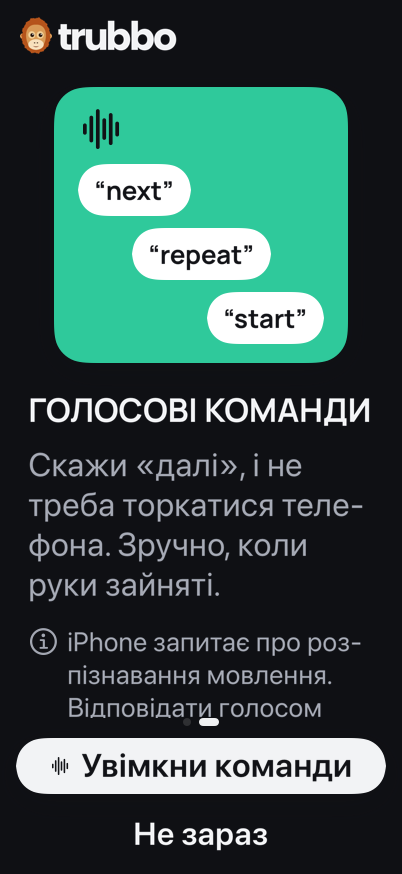 trubbo
“next”
“repeat”
“start”
ГОЛОСОВІ КОМАНДИ
Скажи «далі», і не
треба торкатися теле-
фона. Зручно, коли
руки зайняті.
iPhone запитає про роз-
пізнавання мовлення.
Відповідати голосом
Увімкни команди
Не зараз